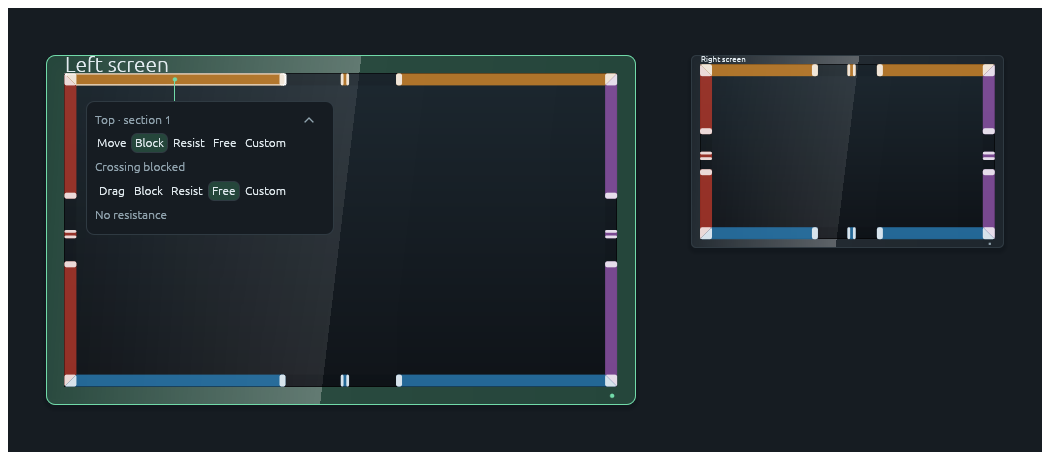 Left screen
Top · section 1
Move Block Resist Free Custom
Crossing blocked
Drag Block Resist Free Custom
No resistance
Right screen